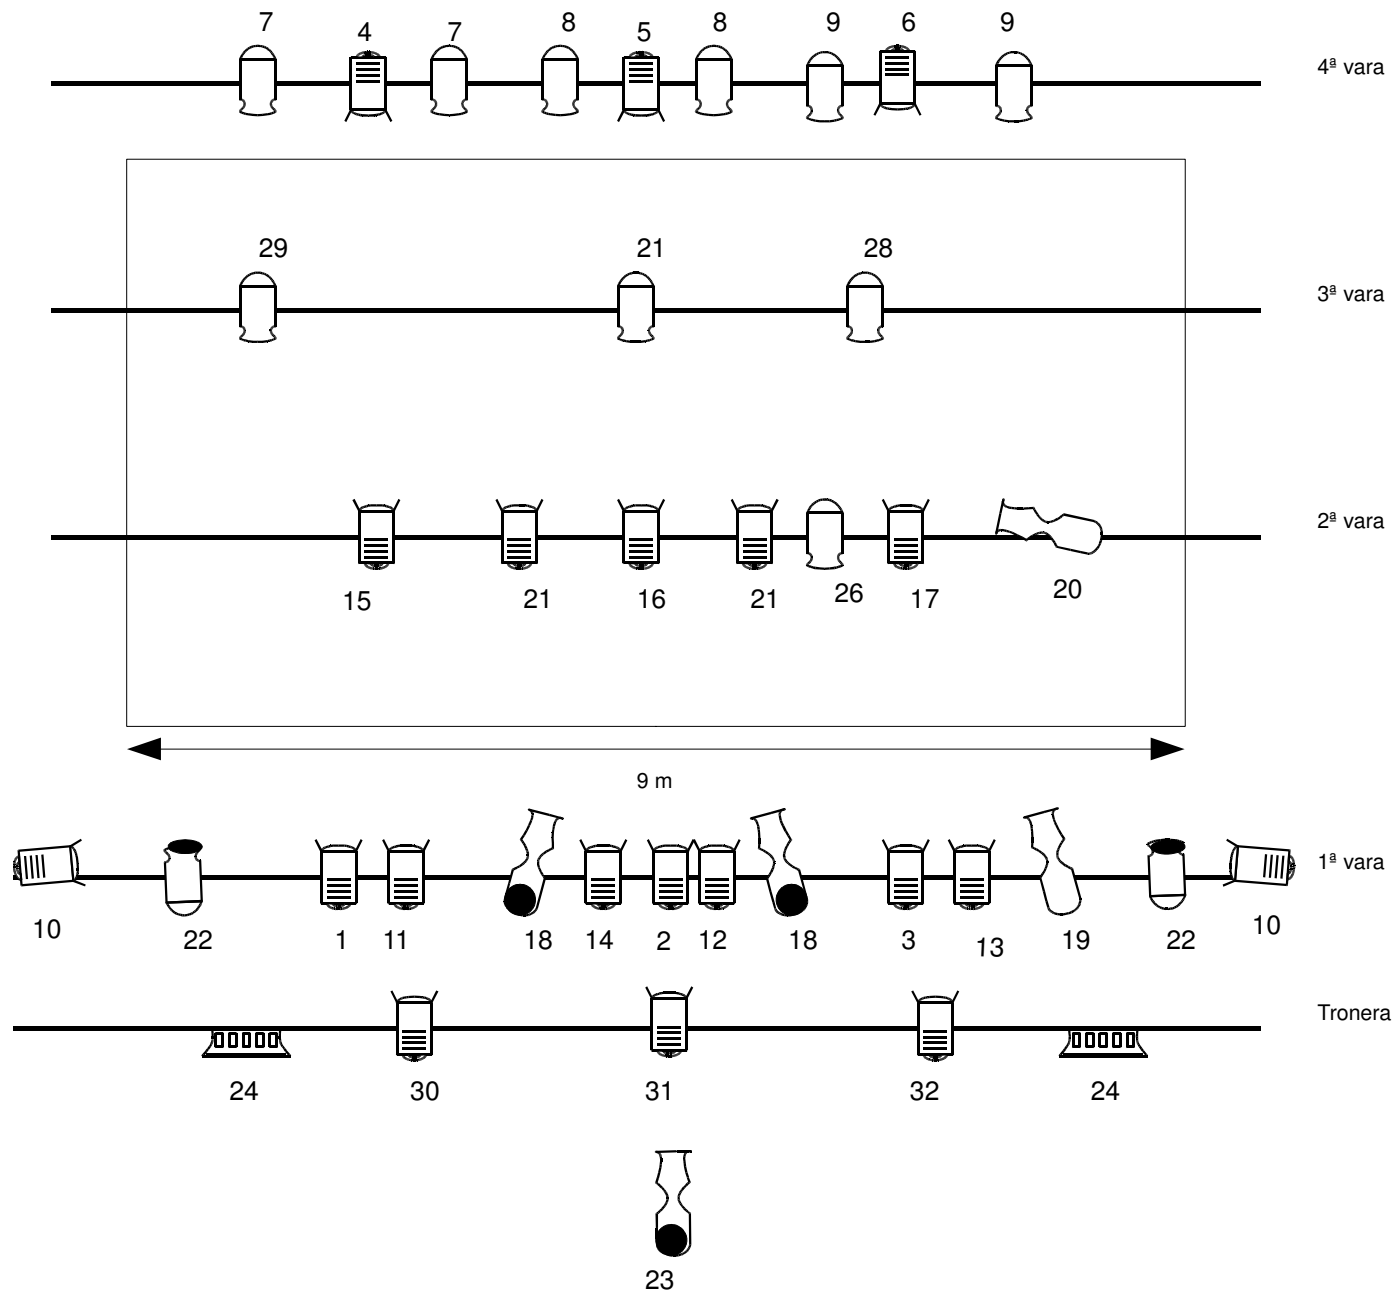 7 4 7 8 5 8 9 6 9
4ª vara
29 21 28
3ª vara
2ª vara
15 21 16 21 26 17 20
9 m
1ª vara
10 22 1 11 18 14 2 12 18 3 13 19 22 10
Tronera
24 30 31 32 24
23